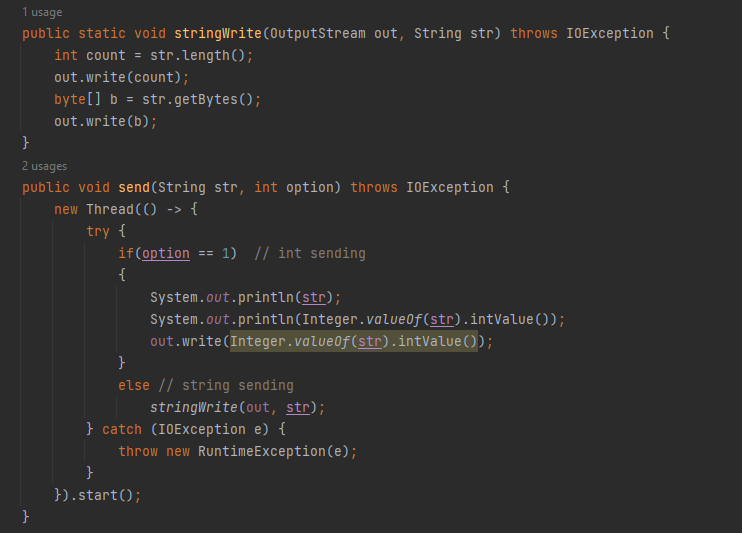 1 usage
public static void stringWrite(OutputStream out, String str) throws IOException {
    int count = str.length();
    out.write(count);
    byte[] b = str.getBytes();
    out.write(b);
}
2 usages
public void send(String str, int option) throws IOException {
    new Thread(() -> {
        try {
            if(option == 1)  // int sending
            {
                System.out.println(str);
                System.out.println(Integer.valueOf(str).intValue());
                out.write(Integer.valueOf(str).intValue());
            }
            else // string sending
                stringWrite(out, str);
        } catch (IOException e) {
            throw new RuntimeException(e);
        }
    }).start();
}